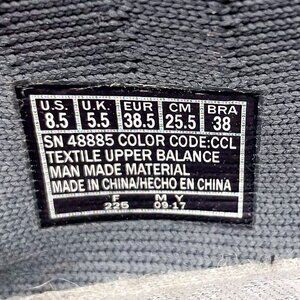 U.S. U.K. EUR CM BRA
8.5 5.5 38.5 25.5 38
SN 48885 COLOR CODE:CCL
TEXTILE UPPER BALANCE
MAN MADE MATERIAL
MADE IN CHINA/HECHO EN CHINA
F M Y
225 09-17